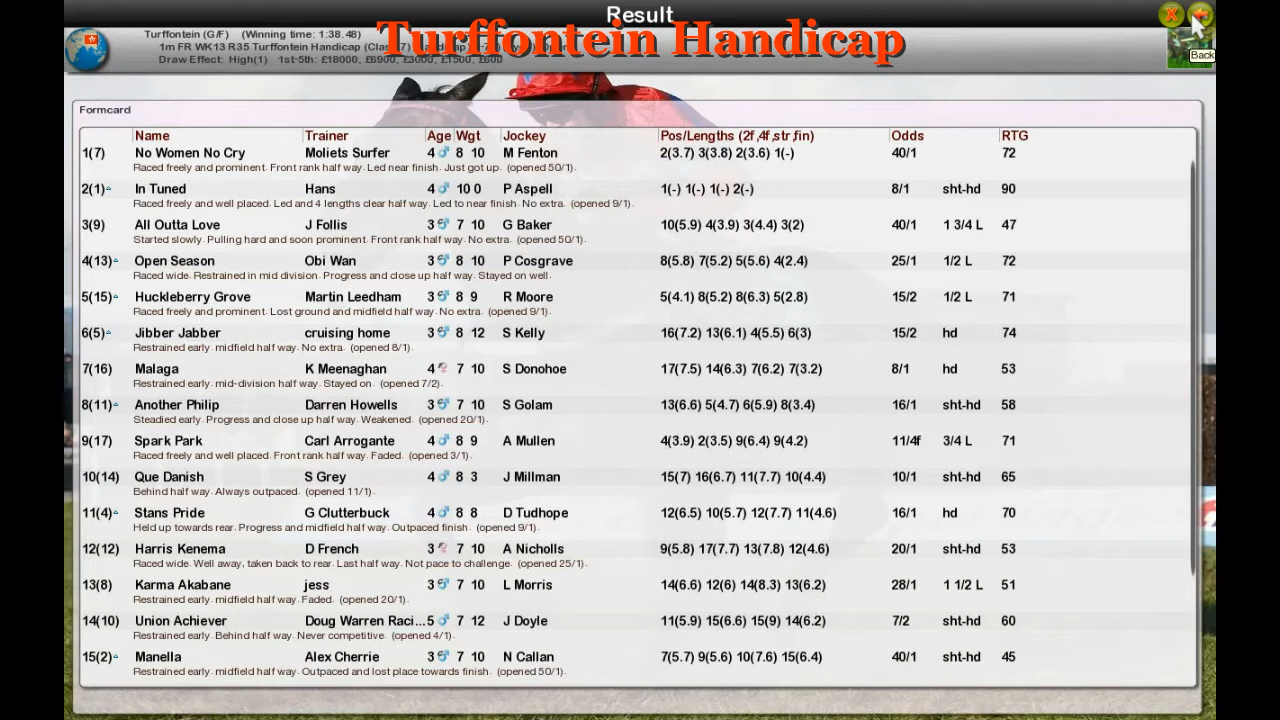 Result
Turffontein Handicap
Turffontein (G/F) (Winning time: 1:38.48)
1m FR WK13 R35 Turffontein Handicap
Draw Effect: High(1) 1st-5th: £18000, £6900, £3000, £1500, £600
Back
Formcard
Name Trainer Age Wgt Jockey Pos/Lengths (2f,4f,str,fin) Odds RTG
1(7) No Women No Cry Moliets Surfer 4 8 10 M Fenton 2(3.7) 3(3.8) 2(3.6) 1(-) 40/1 72
Raced freely and prominent. Front rank half way. Led near finish. Just got up. (opened 50/1).
2(1) In Tuned Hans 4 10 0 P Aspell 1(-) 1(-) 1(-) 2(-) 8/1 sht-hd 90
Raced freely and well placed. Led and 4 lengths clear half way. Led to near finish. No extra. (opened 9/1).
3(9) All Outta Love J Follis 3 7 10 G Baker 10(5.9) 4(3.9) 3(4.4) 3(2) 40/1 1 3/4 L 47
Started slowly. Pulling hard and soon prominent. Front rank half way. No extra. (opened 50/1).
4(13) Open Season Obi Wan 3 8 10 P Cosgrave 8(5.8) 7(5.2) 5(5.6) 4(2.4) 25/1 1/2 L 72
Raced wide. Restrained in mid division. Progress and close up half way. Stayed on well.
5(15) Huckleberry Grove Martin Leedham 3 8 9 R Moore 5(4.1) 8(5.2) 8(6.3) 5(2.8) 15/2 1/2 L 71
Raced freely and prominent. Lost ground and midfield half way. No extra. (opened 9/1).
6(5) Jibber Jabber cruising home 3 8 12 S Kelly 16(7.2) 13(6.1) 4(5.5) 6(3) 15/2 hd 74
Restrained early. midfield half way. No extra. (opened 8/1).
7(16) Malaga K Meenaghan 4 7 10 S Donohoe 17(7.5) 14(6.3) 7(6.2) 7(3.2) 8/1 hd 53
Restrained early. mid-division half way. Stayed on. (opened 7/2).
8(11) Another Philip Darren Howells 3 7 10 S Golam 13(6.6) 5(4.7) 6(5.9) 8(3.4) 16/1 sht-hd 58
Steadied early. Progress and close up half way. Weakened. (opened 20/1).
9(17) Spark Park Carl Arrogante 4 8 9 A Mullen 4(3.9) 2(3.5) 9(6.4) 9(4.2) 11/4f 3/4 L 71
Raced freely and well placed. Front rank half way. Faded. (opened 3/1).
10(14) Que Danish S Grey 4 8 3 J Millman 15(7) 16(6.7) 11(7.7) 10(4.4) 10/1 sht-hd 65
Behind half way. Always outpaced. (opened 11/1).
11(4) Stans Pride G Clutterbuck 4 8 8 D Tudhope 12(6.5) 10(5.7) 12(7.7) 11(4.6) 16/1 hd 70
Held up towards rear. Progress and midfield half way. Outpaced finish. (opened 9/1).
12(12) Harris Kenema D French 3 7 10 A Nicholls 9(5.8) 17(7.7) 13(7.8) 12(4.6) 20/1 sht-hd 53
Raced wide. Well away, taken back to rear. Last half way. Not pace to challenge. (opened 25/1).
13(8) Karma Akabane jess 3 7 10 L Morris 14(6.6) 12(6) 14(8.3) 13(6.2) 28/1 1 1/2 L 51
Restrained early. midfield half way. Faded. (opened 20/1).
14(10) Union Achiever Doug Warren Raci... 5 7 12 J Doyle 11(5.9) 15(6.6) 15(9) 14(6.2) 7/2 sht-hd 60
Restrained early. Behind half way. Never competitive. (opened 4/1).
15(2) Manella Alex Cherrie 3 7 10 N Callan 7(5.7) 9(5.6) 10(7.6) 15(6.4) 40/1 sht-hd 45
Restrained early. midfield half way. Outpaced and lost place towards finish. (opened 50/1).